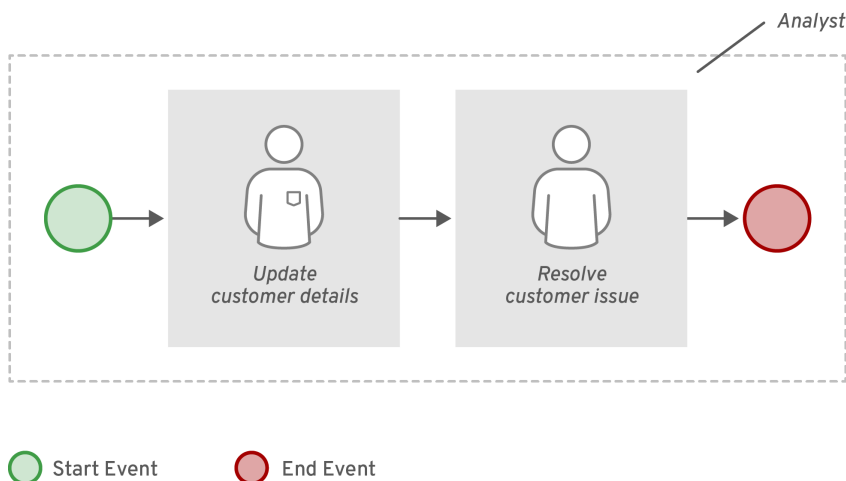 Analyst
Update
customer details
Resolve
customer issue
Start Event
End Event